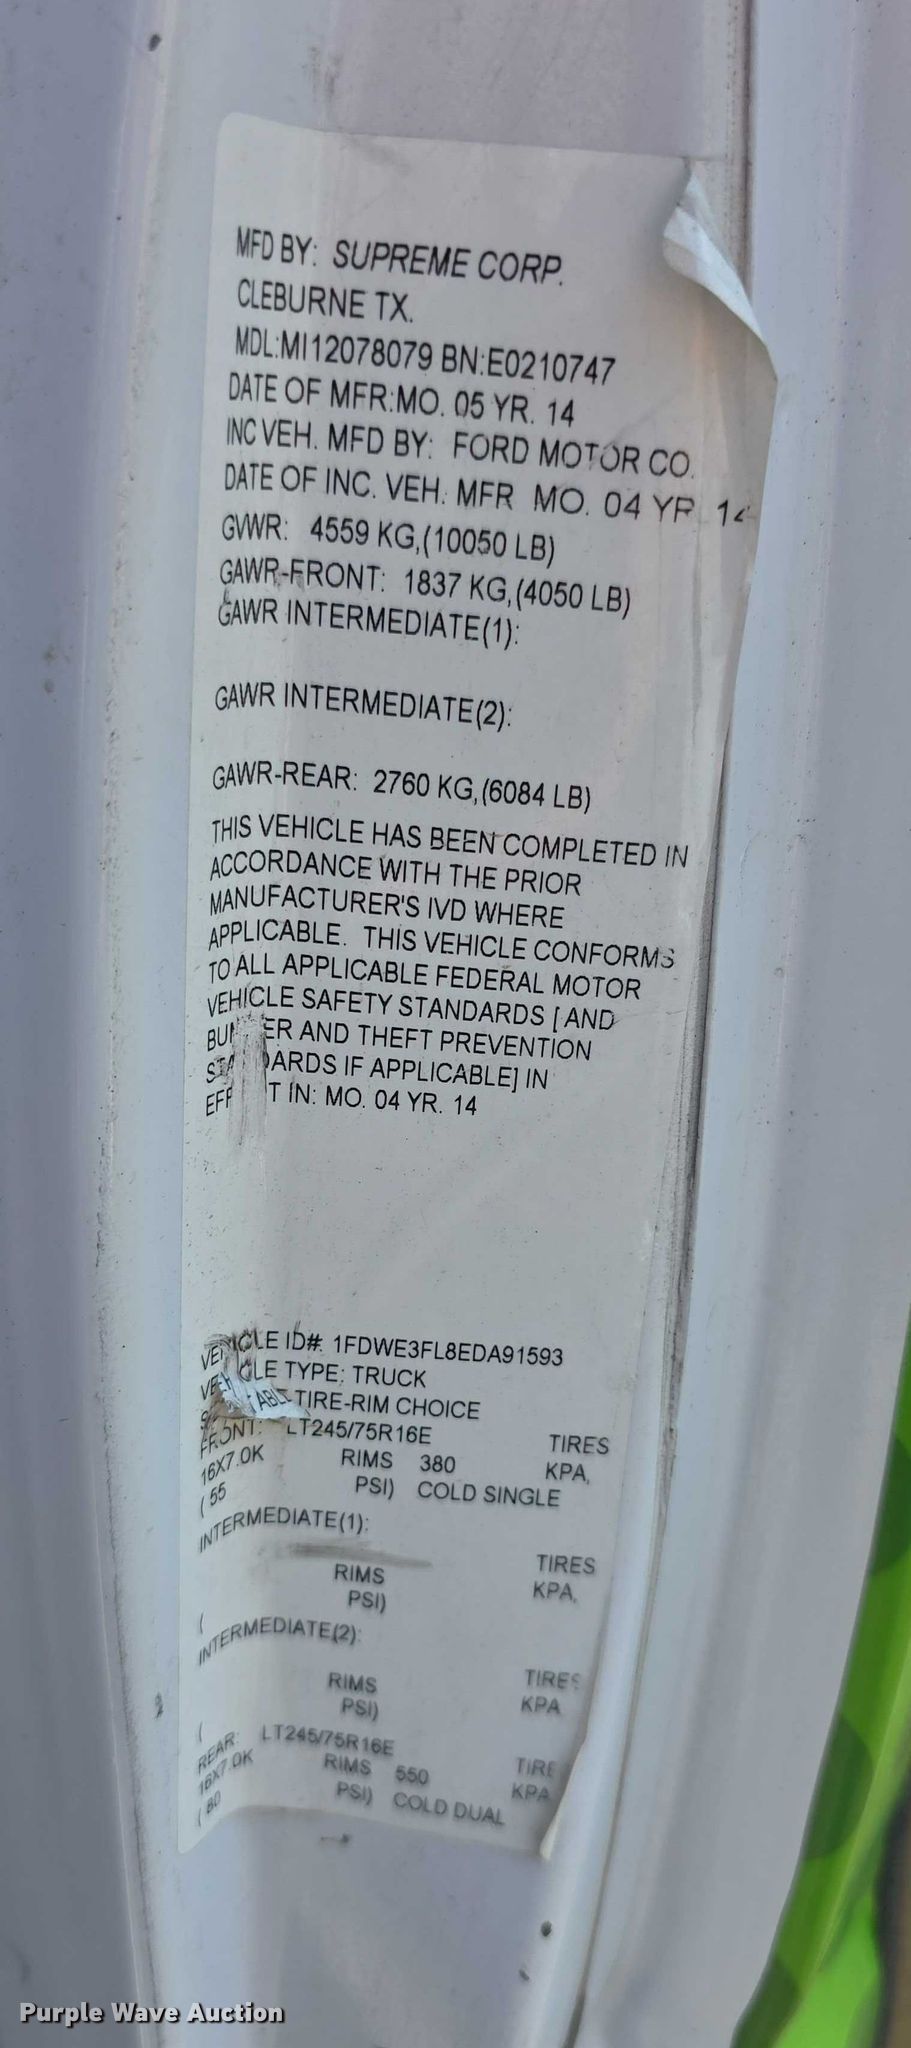 MFD BY: SUPREME CORP.
CLEBURNE TX.
MDL:MI12078079 BN:E0210747
DATE OF MFR:MO. 05 YR. 14
INC VEH. MFD BY: FORD MOTOR CO.
DATE OF INC. VEH. MFR MO. 04 YR 14
GVWR: 4559 KG,(10050 LB)
GAWR-FRONT: 1837 KG,(4050 LB)
GAWR INTERMEDIATE(1):
GAWR INTERMEDIATE(2):
GAWR-REAR: 2760 KG,(6084 LB)
THIS VEHICLE HAS BEEN COMPLETED IN
ACCORDANCE WITH THE PRIOR
MANUFACTURER'S IVD WHERE
APPLICABLE. THIS VEHICLE CONFORMS
TO ALL APPLICABLE FEDERAL MOTOR
VEHICLE SAFETY STANDARDS [ AND
AND THEFT PREVENTION
IF APPLICABLE] IN
IN: MO. 04 YR. 14
VEHICLE ID# 1FDWE3FL8EDA91593
VEHICLE TYPE: TRUCK
TIRE-RIM CHOICE
FRONT: LT245/75R16E TIRES
16X7.0K RIMS 380 KPA,
( 55 PSI) COLD SINGLE
INTERMEDIATE(1):
TIRES
RIMS KPA,
( PSI)
INTERMEDIATE(2):
RIMS TIRES
( PSI) KPA
REAR: LT245/75R16E TIRE
16X7.0K RIMS 550 KPA
( 80 PSI) COLD DUAL
Purple Wave Auction